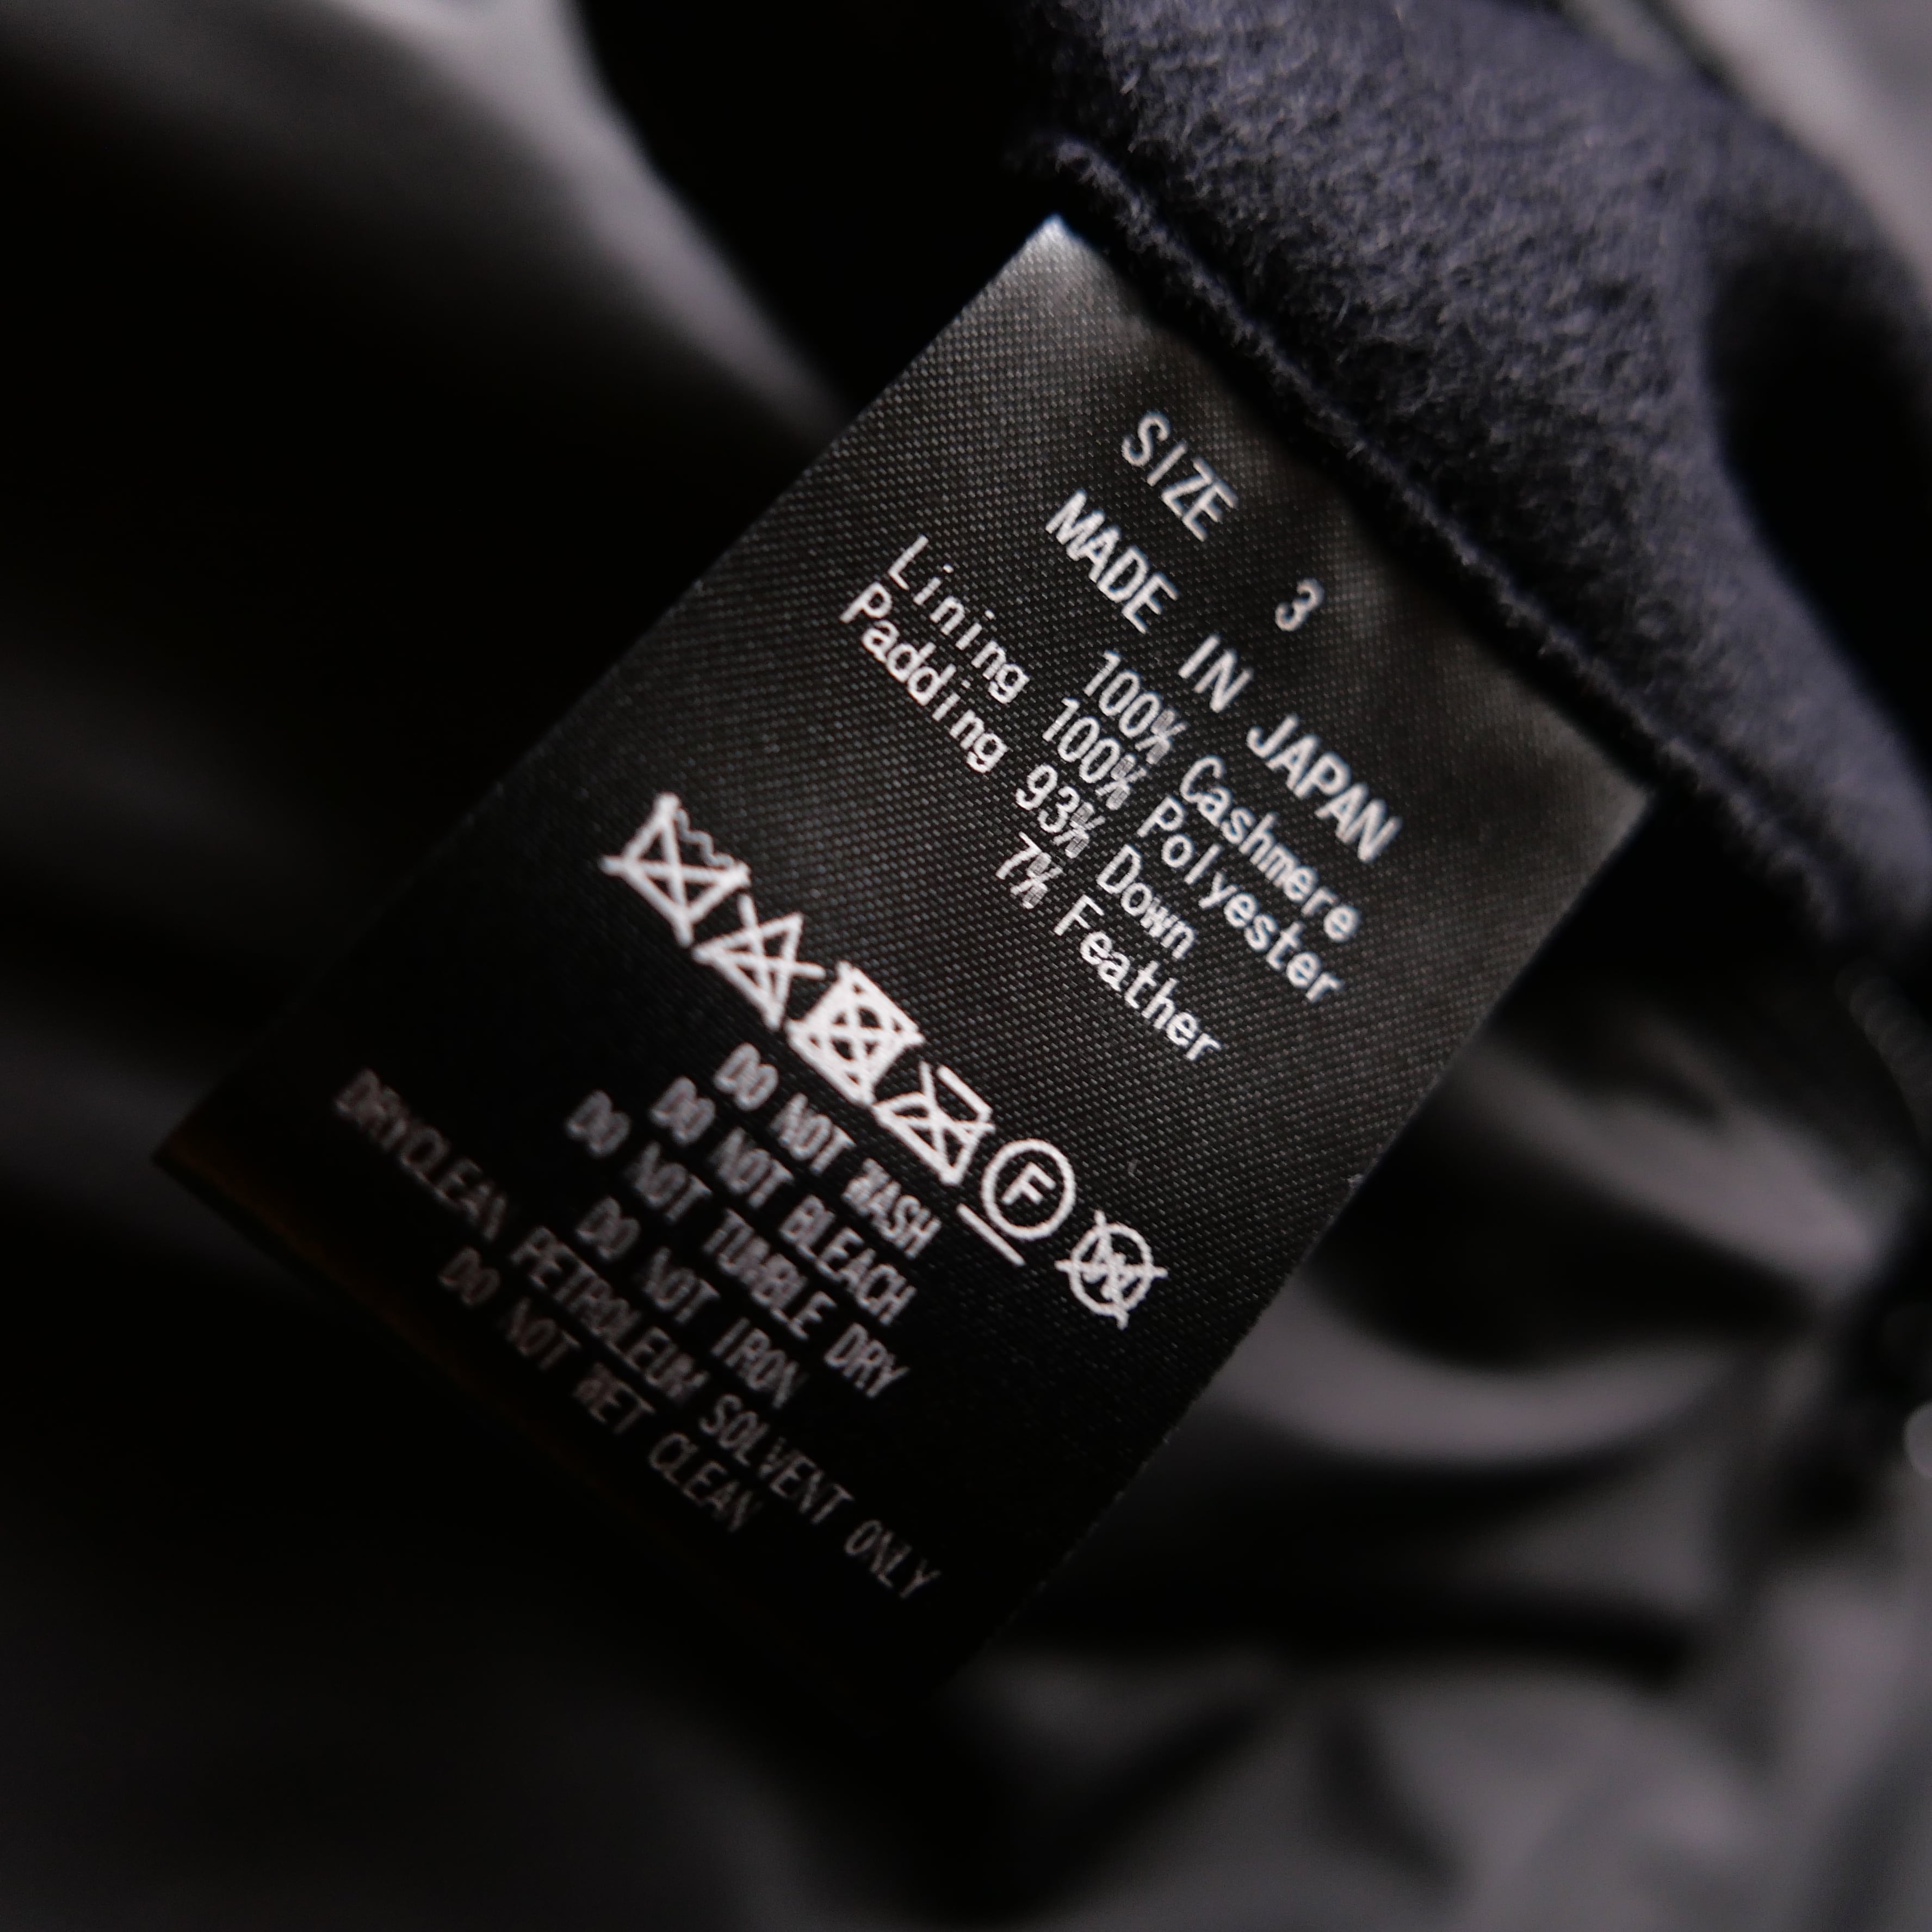 SIZE 3
MADE IN JAPAN
100% Cashmere
Lining 100% Polyester
Padding 93% Down
7% Feather
F W
DO NOT WASH
DO NOT BLEACH
DO NOT TUMBLE DRY
DO NOT IRON
DRYCLEAN PETROLEUM SOLVENT ONLY
DO NOT WET CLEAN